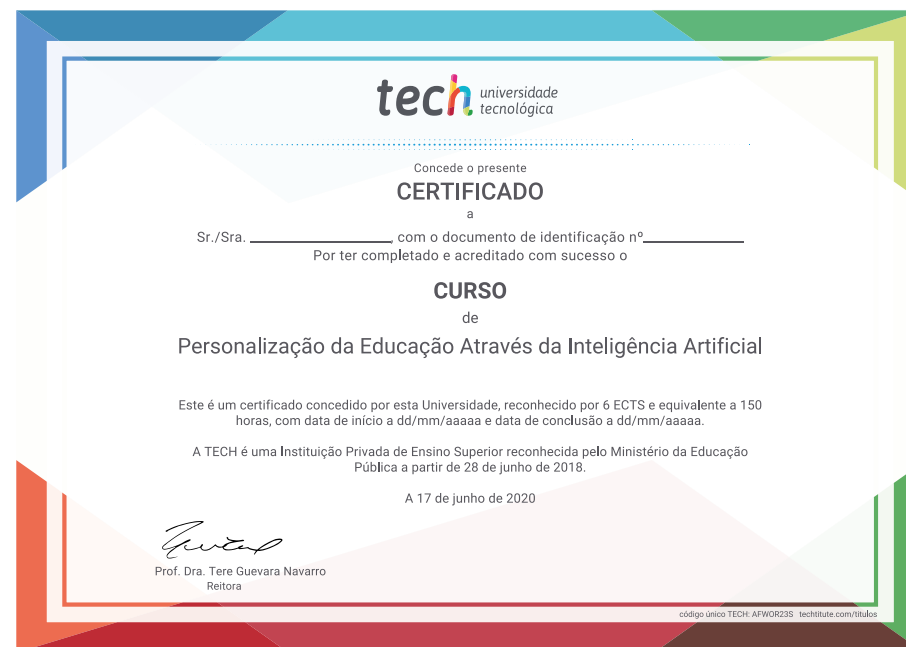 tech universidade
tecnológica
Concede o presente
CERTIFICADO
a
Sr./Sra. ____________________, com o documento de identificação nº______________
Por ter completado e acreditado com sucesso o
CURSO
de
Personalização da Educação Através da Inteligência Artificial
Este é um certificado concedido por esta Universidade, reconhecido por 6 ECTS e equivalente a 150
horas, com data de início a dd/mm/aaaaa e data de conclusão a dd/mm/aaaaa.
A TECH é uma Instituição Privada de Ensino Superior reconhecida pelo Ministério da Educação
Pública a partir de 28 de junho de 2018.
A 17 de junho de 2020
Prof. Dra. Tere Guevara Navarro
Reitora
código único TECH: AFWOR23S techtitute.com/titulos